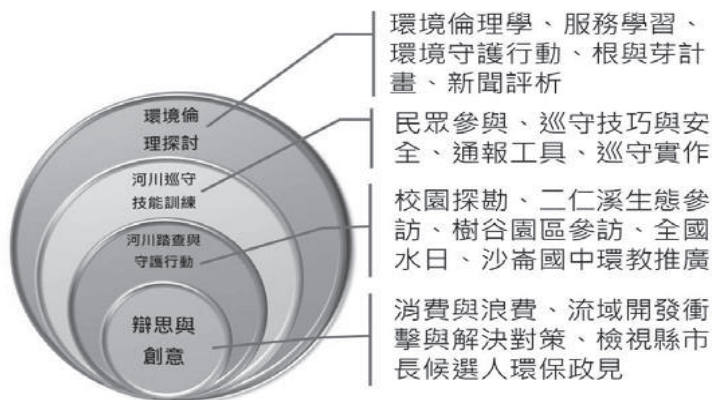 環境倫
理探討
環境倫理學、服務學習、
環境守護行動、根與芽計
畫、新聞評析
河川巡守
技能訓練
民眾參與、巡守技巧與安
全、通報工具、巡守實作
河川踏查與
守護行動
校園探勘、二仁溪生態參
訪、樹谷園區參訪、全國
水日、沙崙國中環教推廣
辯思與
創意
消費與浪費、流域開發衝
擊與解決對策、檢視縣市
長候選人環保政見